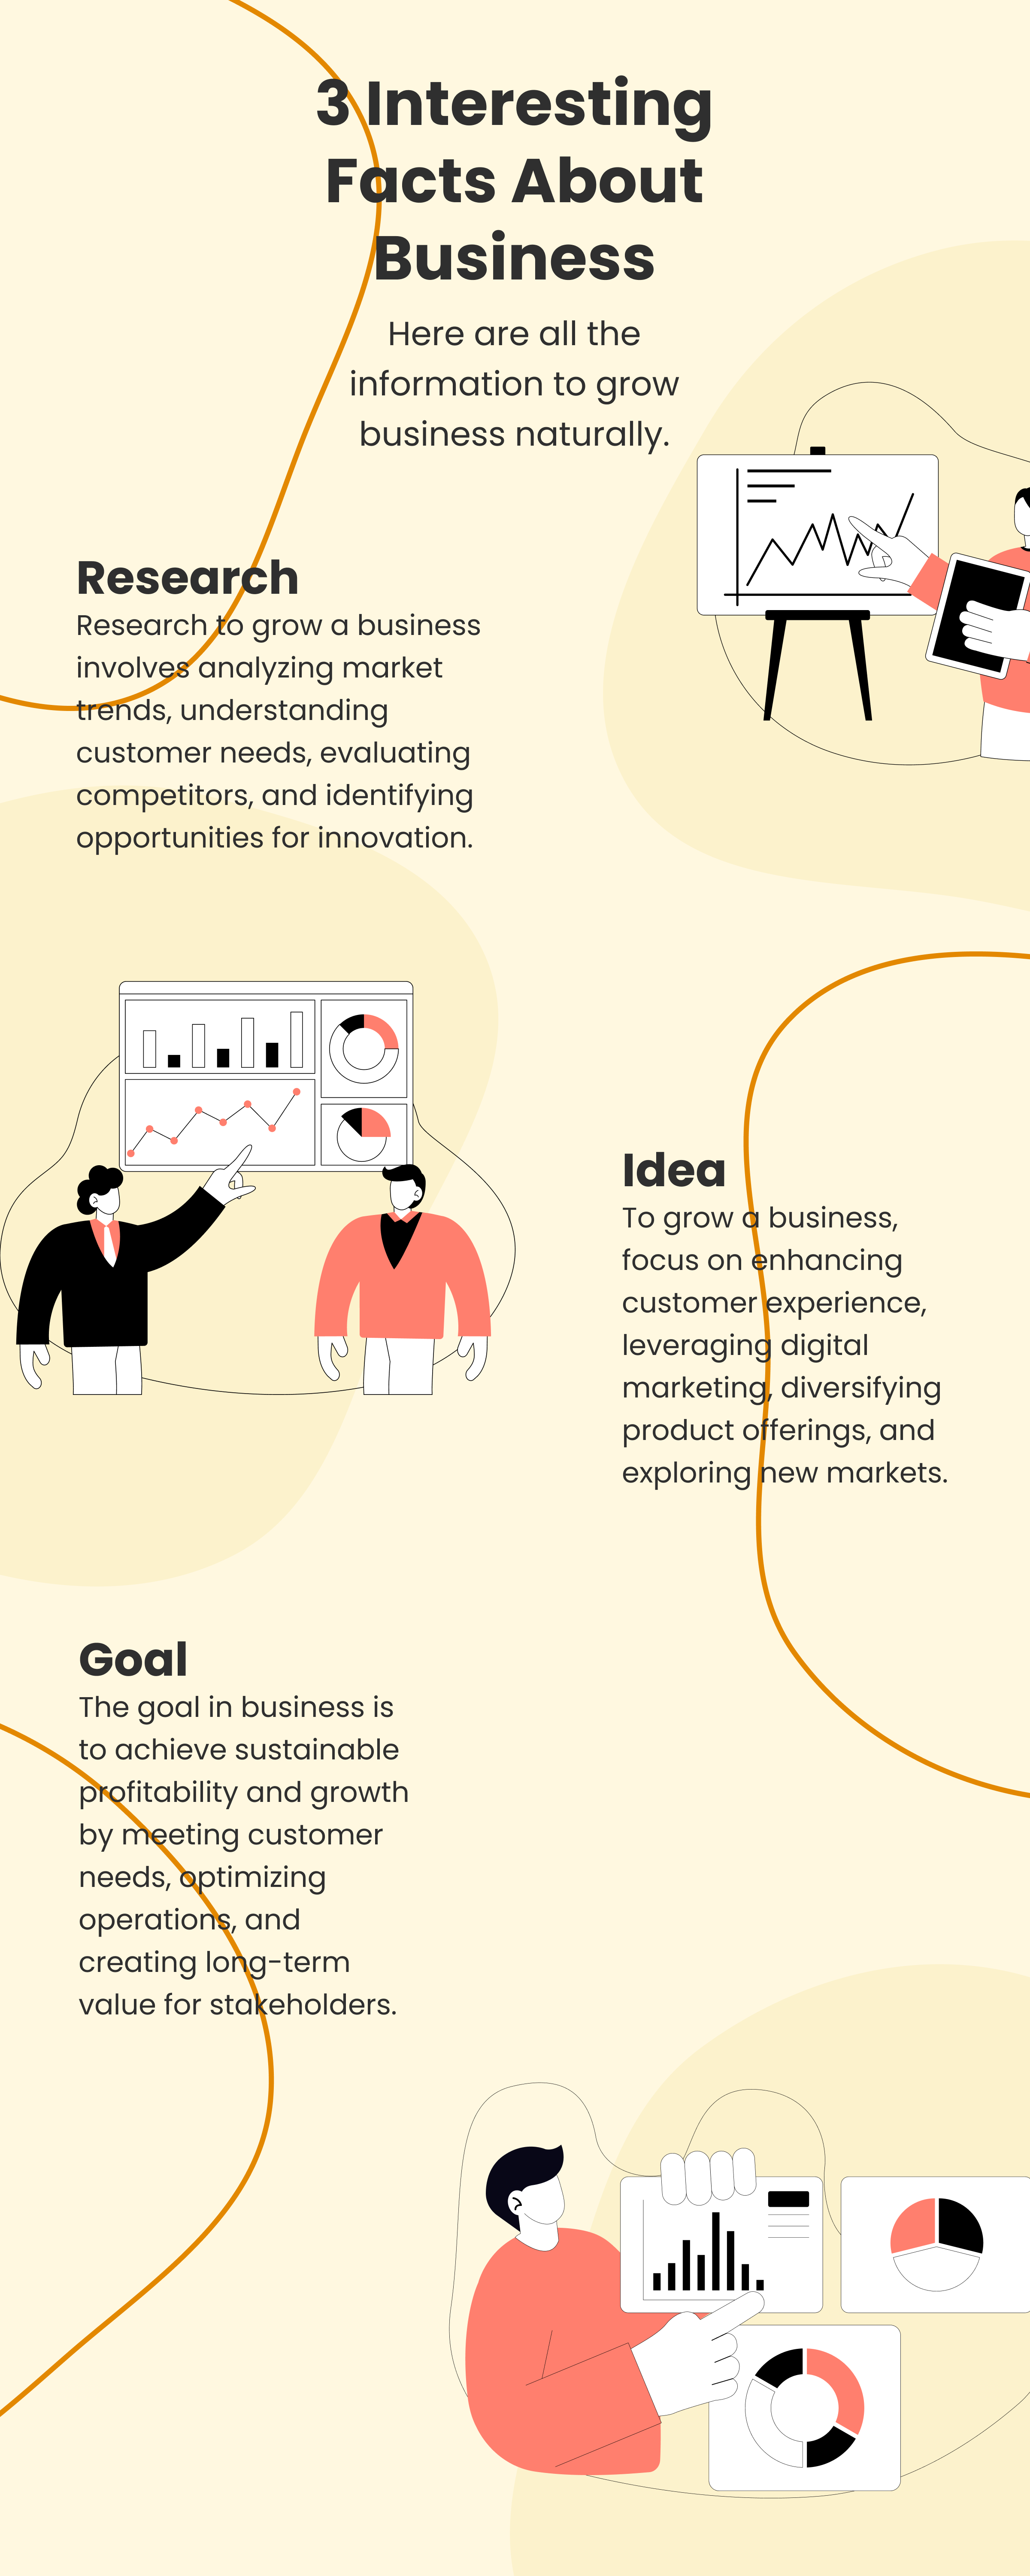 3 Interesting
Facts About
Business
Here are all the
information to grow
business naturally.
Research
Research to grow a business
involves analyzing market
trends, understanding
customer needs, evaluating
competitors, and identifying
opportunities for innovation.
Idea
To grow a business,
focus on enhancing
customer experience,
leveraging digital
marketing, diversifying
product offerings, and
exploring new markets.
Goal
The goal in business is
to achieve sustainable
profitability and growth
by meeting customer
needs, optimizing
operations, and
creating long-term
value for stakeholders.